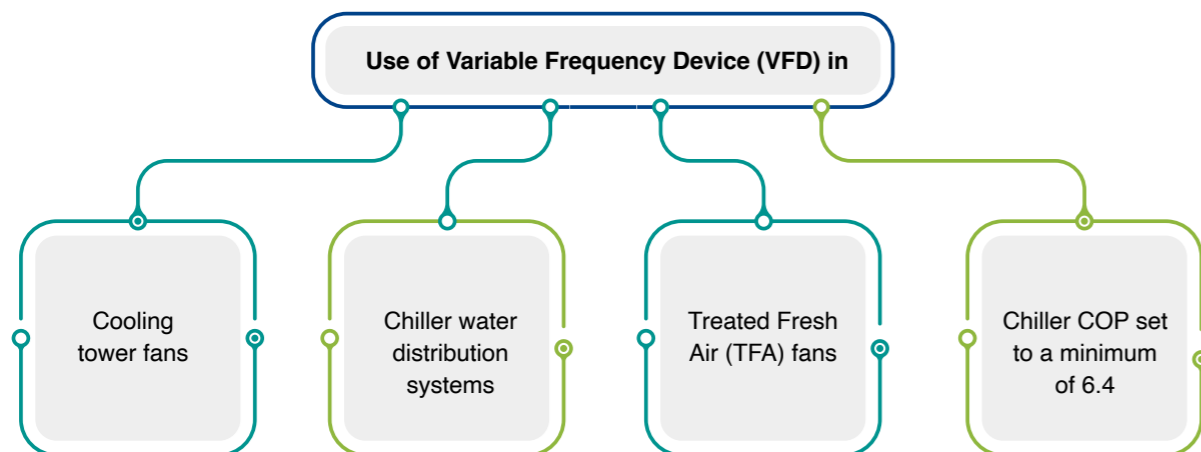 Use of Variable Frequency Device (VFD) in
Cooling
tower fans
Chiller water
distribution
systems
Treated Fresh
Air (TFA) fans
Chiller COP set
to a minimum
of 6.4